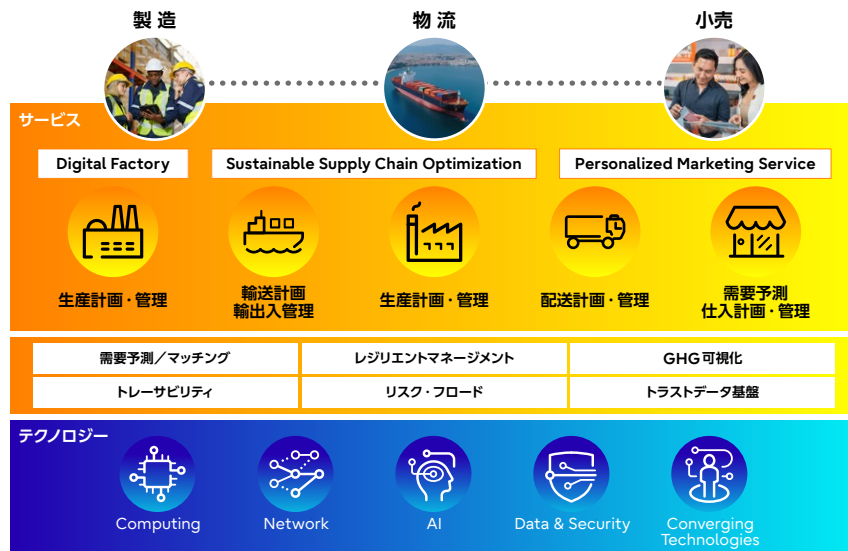 製造
物流
小売
サービス
Digital Factory
Sustainable Supply Chain Optimization
Personalized Marketing Service
生産計画・管理
輸送計画
輸出入管理
生産計画・管理
配送計画・管理
需要予測
仕入計画・管理
需要予測／マッチング
レジリエントマネージメント
GHG可視化
トレーサビリティ
リスク・フロード
トラストデータ基盤
テクノロジー
Computing
Network
AI
Data & Security
Converging
Technologies